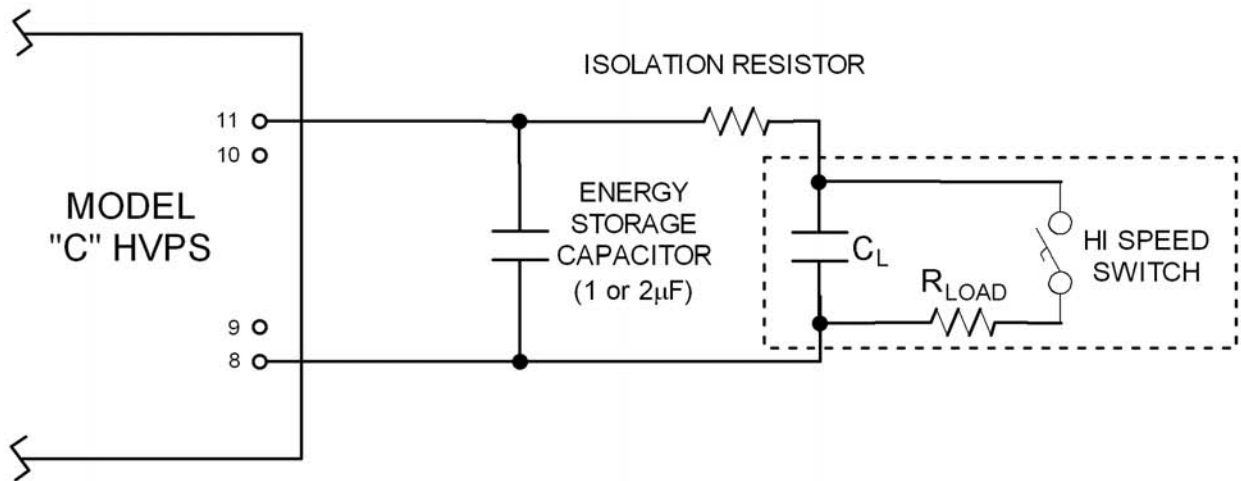 ISOLATION RESISTOR
11
10
MODEL
"C" HVPS
ENERGY
STORAGE
CAPACITOR
(1 or 2μF)
CL
HI SPEED
SWITCH
RLOAD
9
8